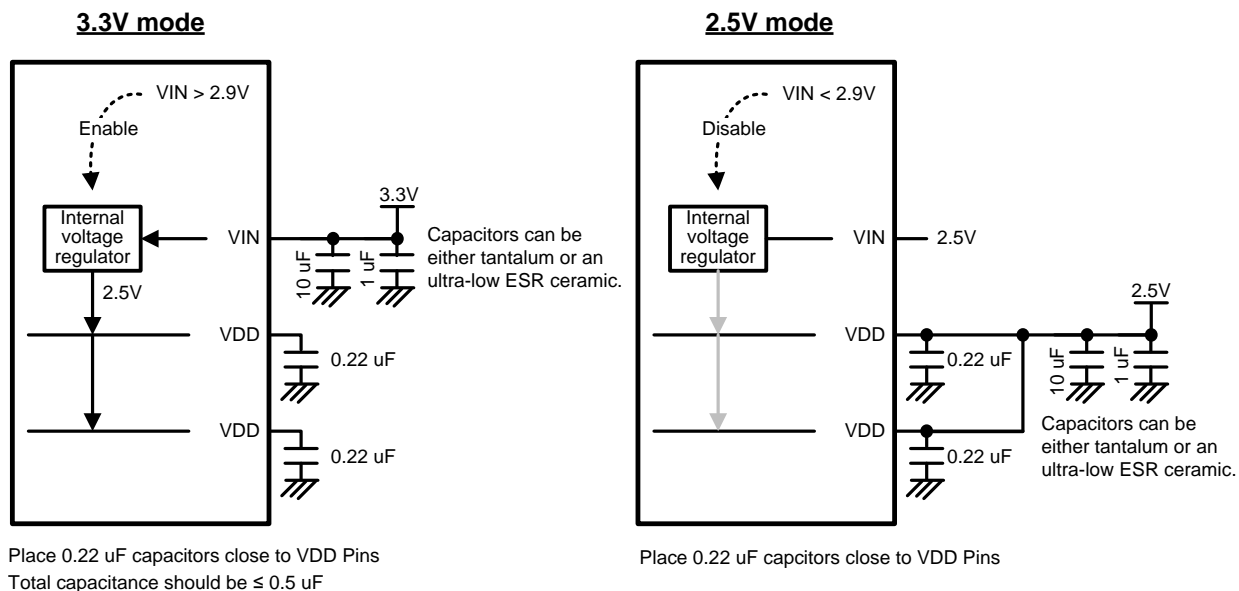 3.3V mode
VIN > 2.9V
Enable
Internal
voltage
regulator
2.5V
VIN
3.3V
10 uF
1 uF
Capacitors can be
either tantalum or an
ultra-low ESR ceramic.
VDD
0.22 uF
VDD
0.22 uF
Place 0.22 uF capacitors close to VDD Pins
Total capacitance should be ≤ 0.5 uF
2.5V mode
VIN < 2.9V
Disable
Internal
voltage
regulator
VIN
2.5V
2.5V
VDD
0.22 uF
10 uF
1 uF
VDD
0.22 uF
Capacitors can be
either tantalum or an
ultra-low ESR ceramic.
Place 0.22 uF capcitors close to VDD Pins